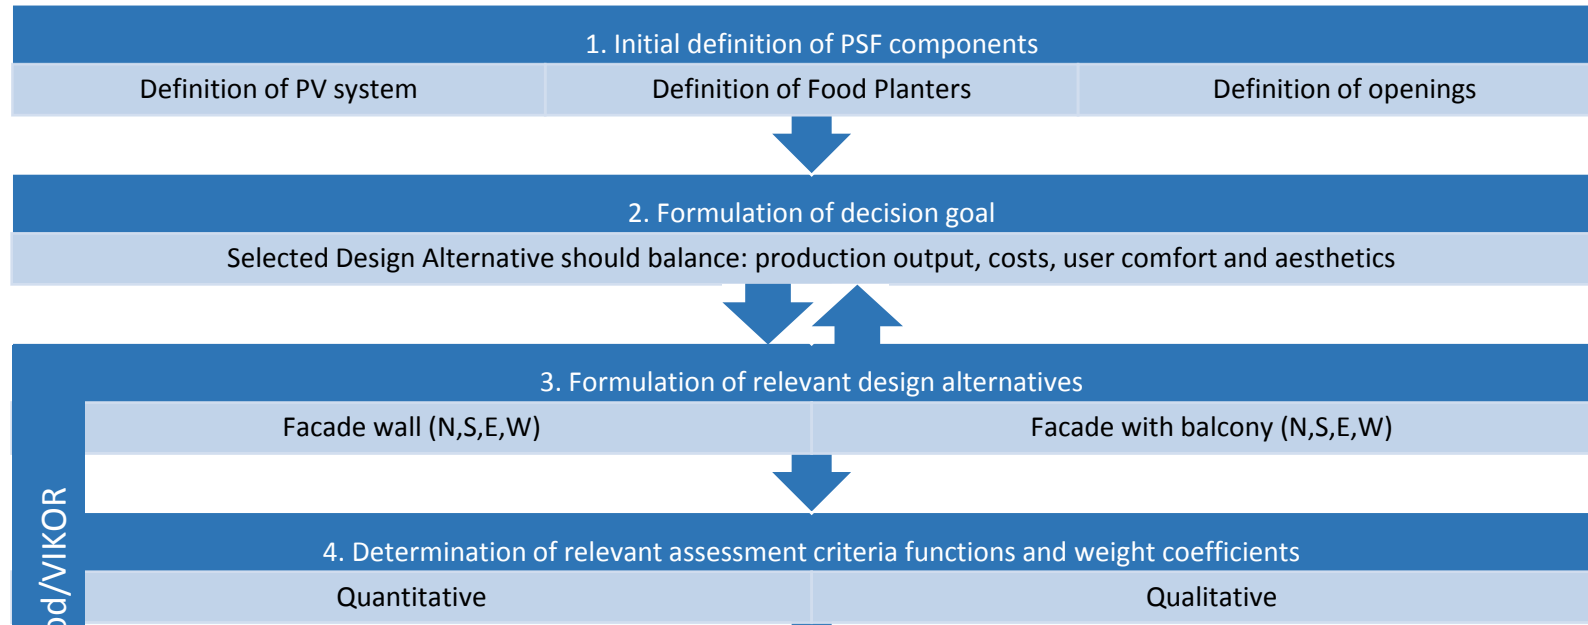 1. Initial definition of PSF components
Definition of PV system
Definition of Food Planters
Definition of openings
2. Formulation of decision goal
Selected Design Alternative should balance: production output, costs, user comfort and aesthetics
3. Formulation of relevant design alternatives
Facade wall (N,S,E,W)
Facade with balcony (N,S,E,W)
4. Determination of relevant assessment criteria functions and weight coefficients
Quantitative
Qualitative
od/VIKOR